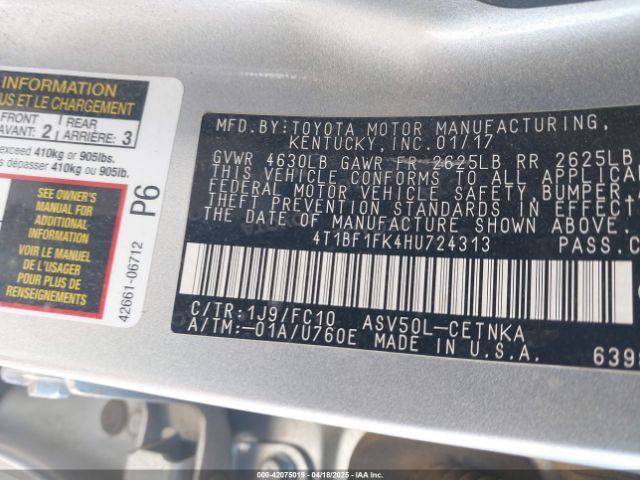 INFORMATION
US ET LE CHARGEMENT
FRONT
AVANT: 2
REAR
ARRIÈRE: 3
exceed 410kg or 905lbs.
s dépasser 410kg ou 905lb.
SEE OWNER'S
MANUAL FOR
ADDITIONAL
INFORMATION
VOIR LE MANUEL
DE L'USAGER
POUR PLUS DE
RENSEIGNEMENTS
P6
42661-06712
MFD.BY:TOYOTA MOTOR MANUFACTURING,
KENTUCKY,INC.01/17
GVWR 4630LB GAWR FR 2625LB RR 2625LB
THIS VEHICLE CONFORMS TO ALL APPLICA
FEDERAL MOTOR VEHICLE SAFETY,BUMPER,
THEFT PREVENTION STANDARDS IN EFFECT
THE DATE OF MANUFACTURE SHOWN ABOVE.
4T1BF1FK4HU724313 PASS.C
C/TR:1J9/FC10 ASV50L-CETNKA
A/TM:-01A/U760E MADE IN U.S.A.
639
000-42075019 - 04/18/2025 - IAA Inc.